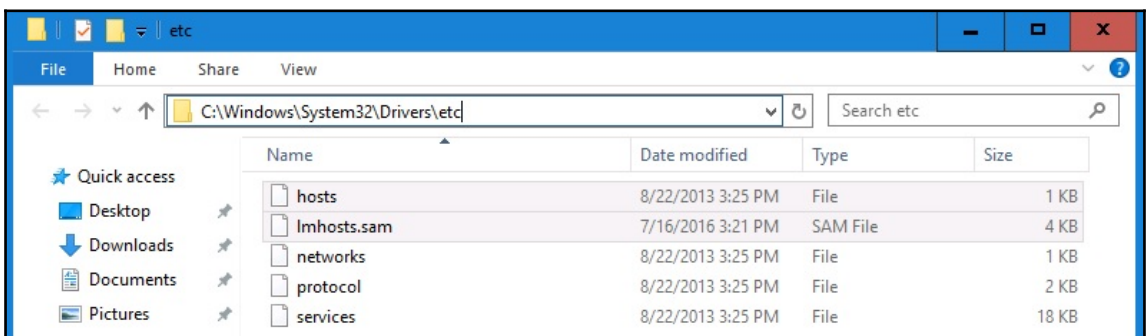 etc
File Home Share View
C:\Windows\System32\Drivers\etc Search etc
Name Date modified Type Size
Quick access
hosts 8/22/2013 3:25 PM File 1 KB
Desktop
lmhosts.sam 7/16/2016 3:21 PM SAM File 4 KB
Downloads
networks 8/22/2013 3:25 PM File 1 KB
Documents
protocol 8/22/2013 3:25 PM File 2 KB
Pictures
services 8/22/2013 3:25 PM File 18 KB